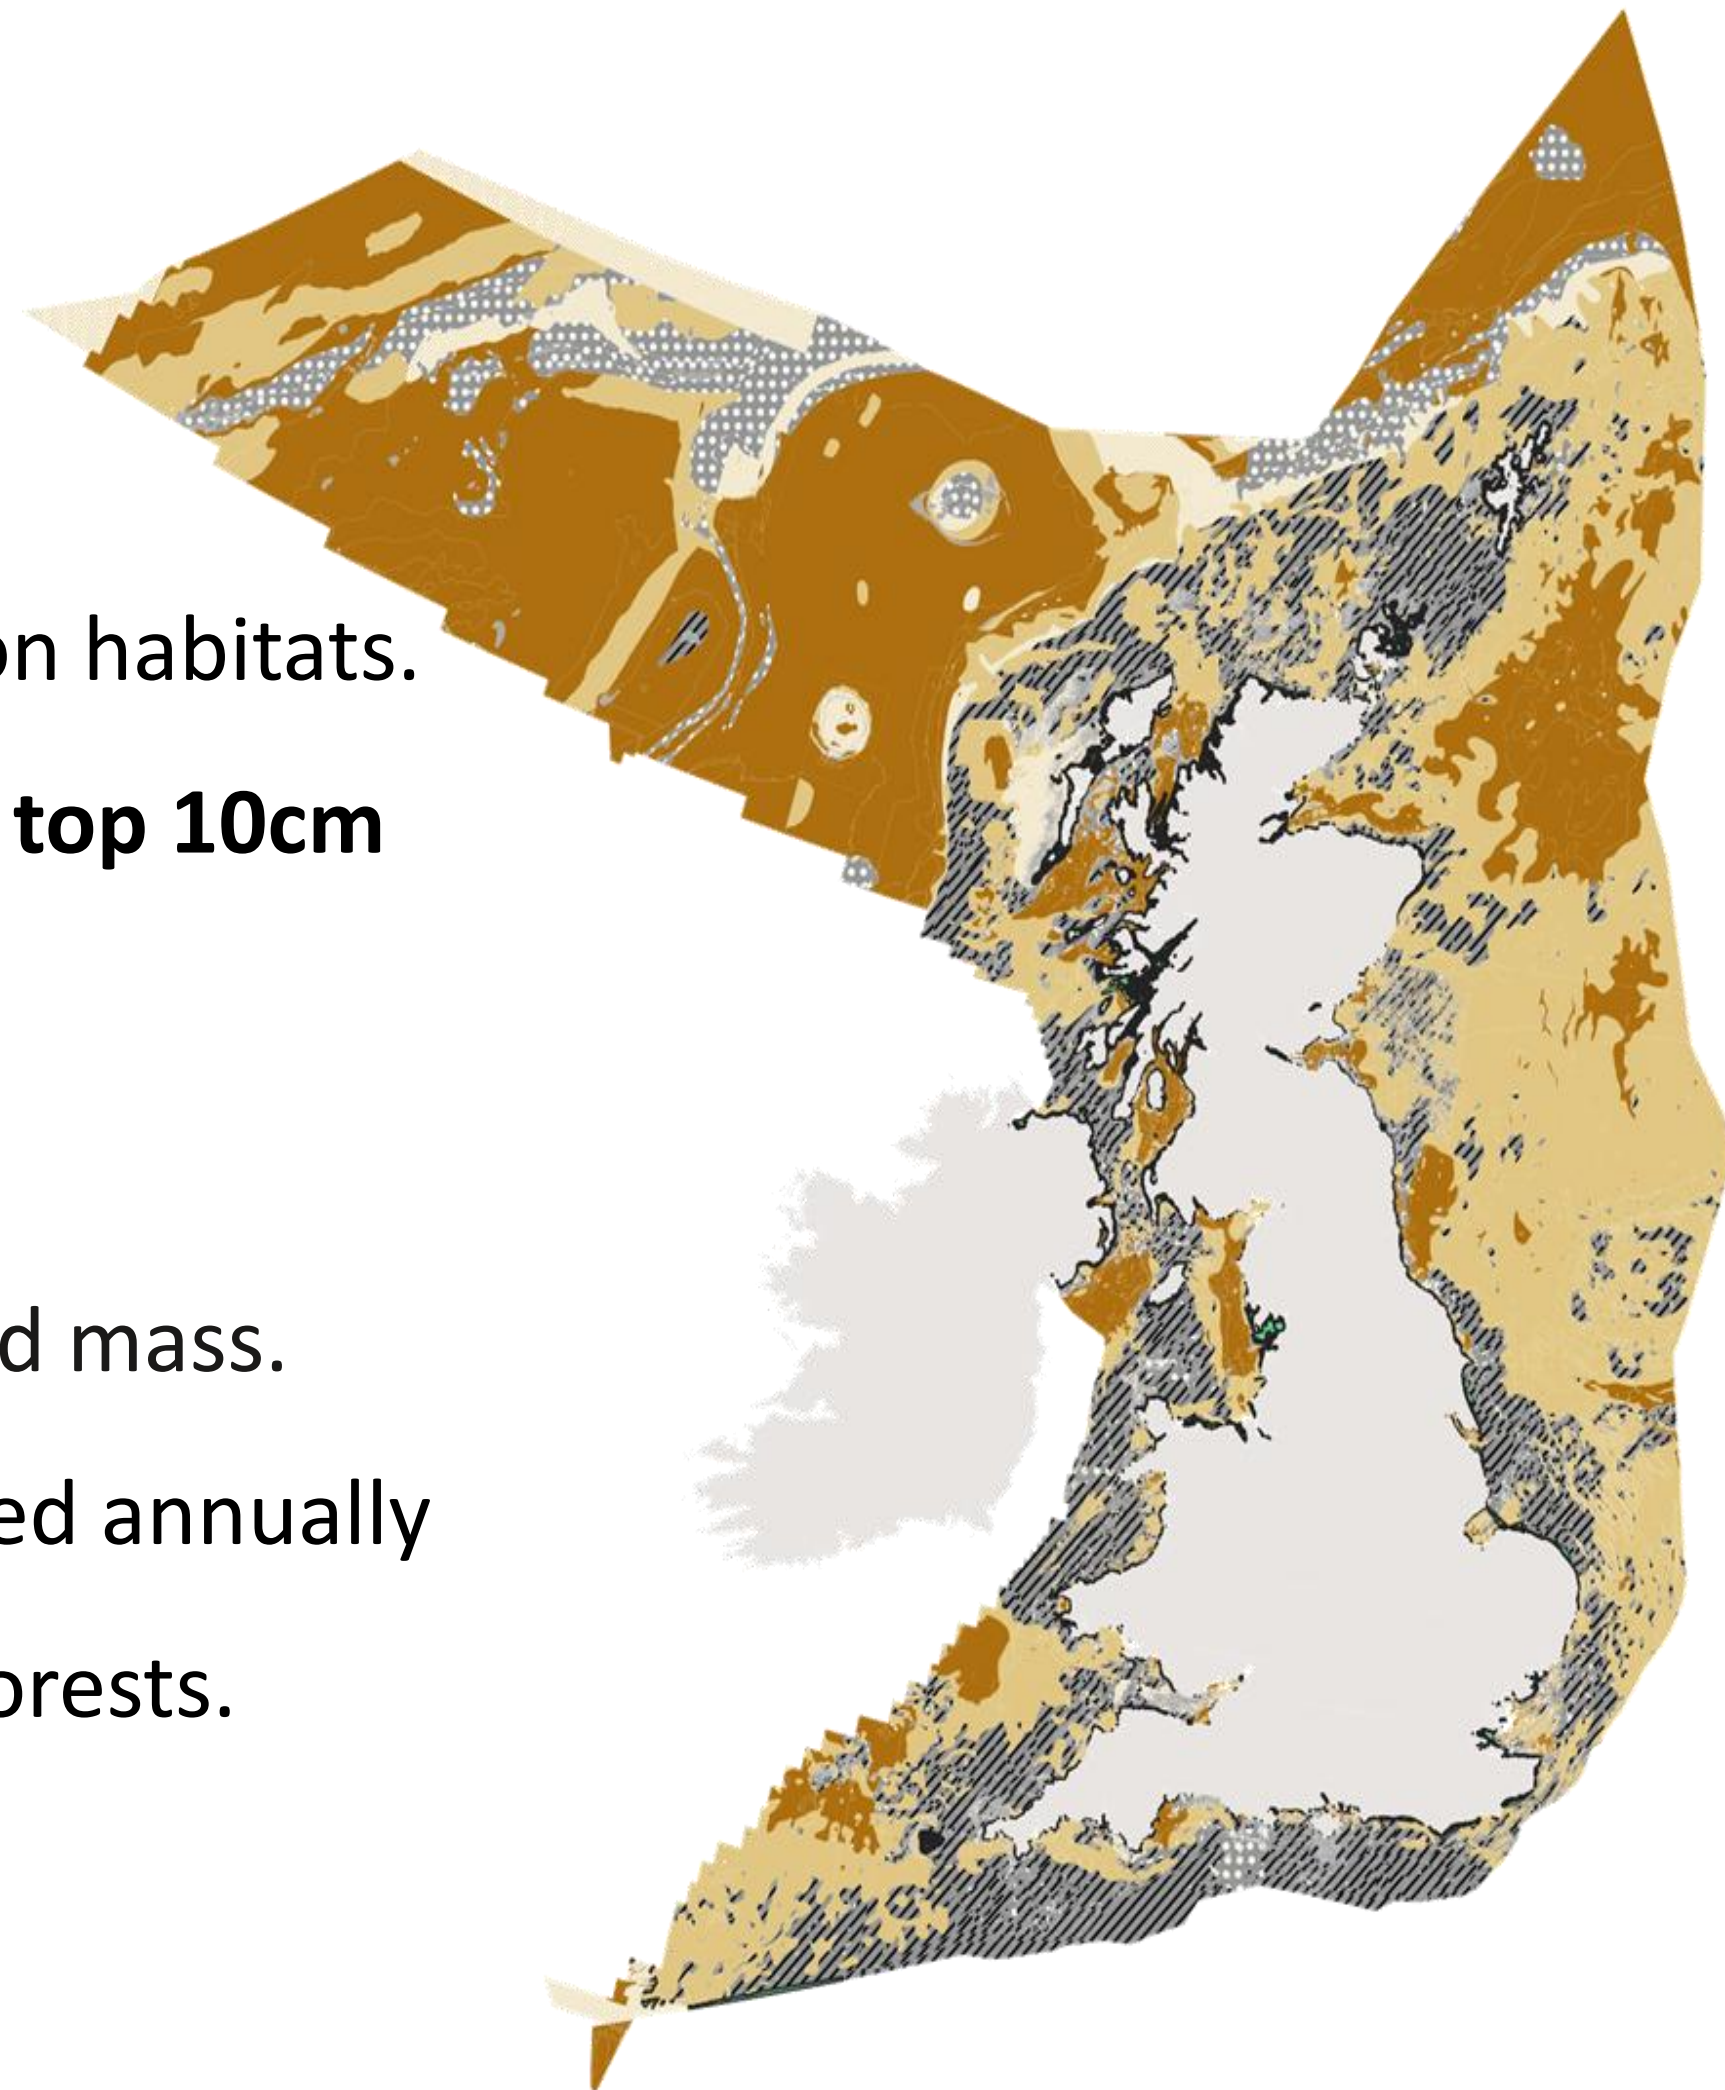 on habitats.
top 10cm
d mass.
ed annually
orests.